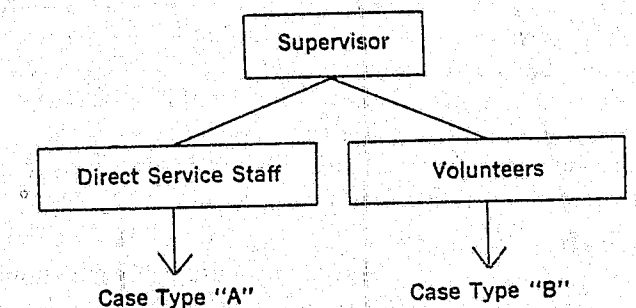 Supervisor
Direct Service Staff
Volunteers
Case Type "A"
Case Type "B"